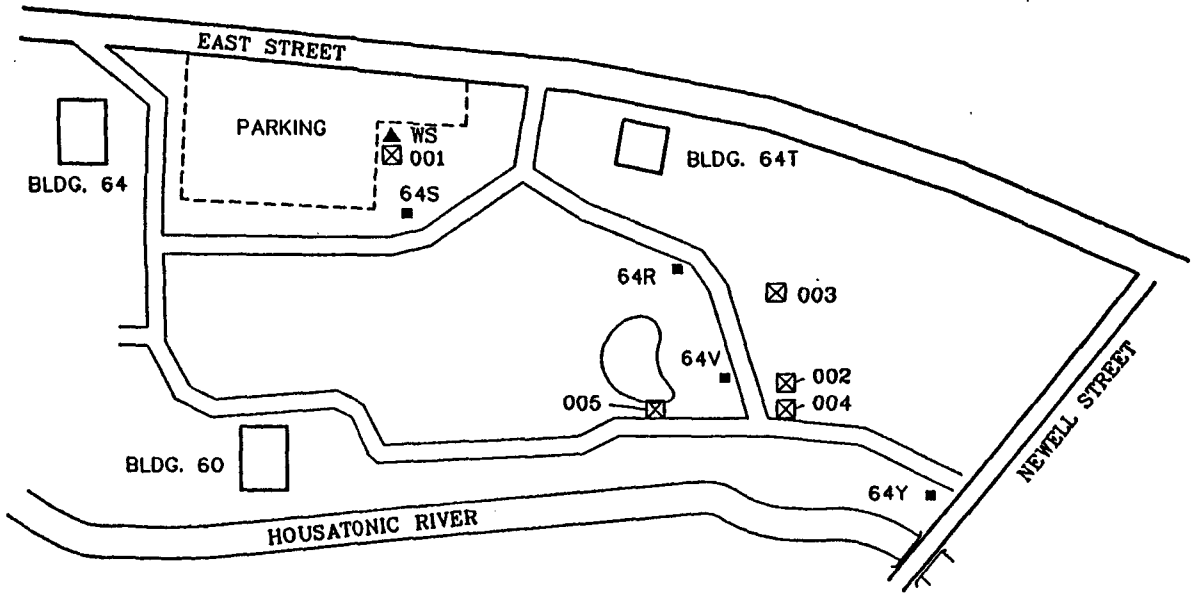 EAST STREET
PARKING
WS
001
BLDG. 64T
BLDG. 64
64S
64R
003
64V
002
005
004
NEWELL STREET
BLDG. 60
64Y
HOUSATONIC RIVER